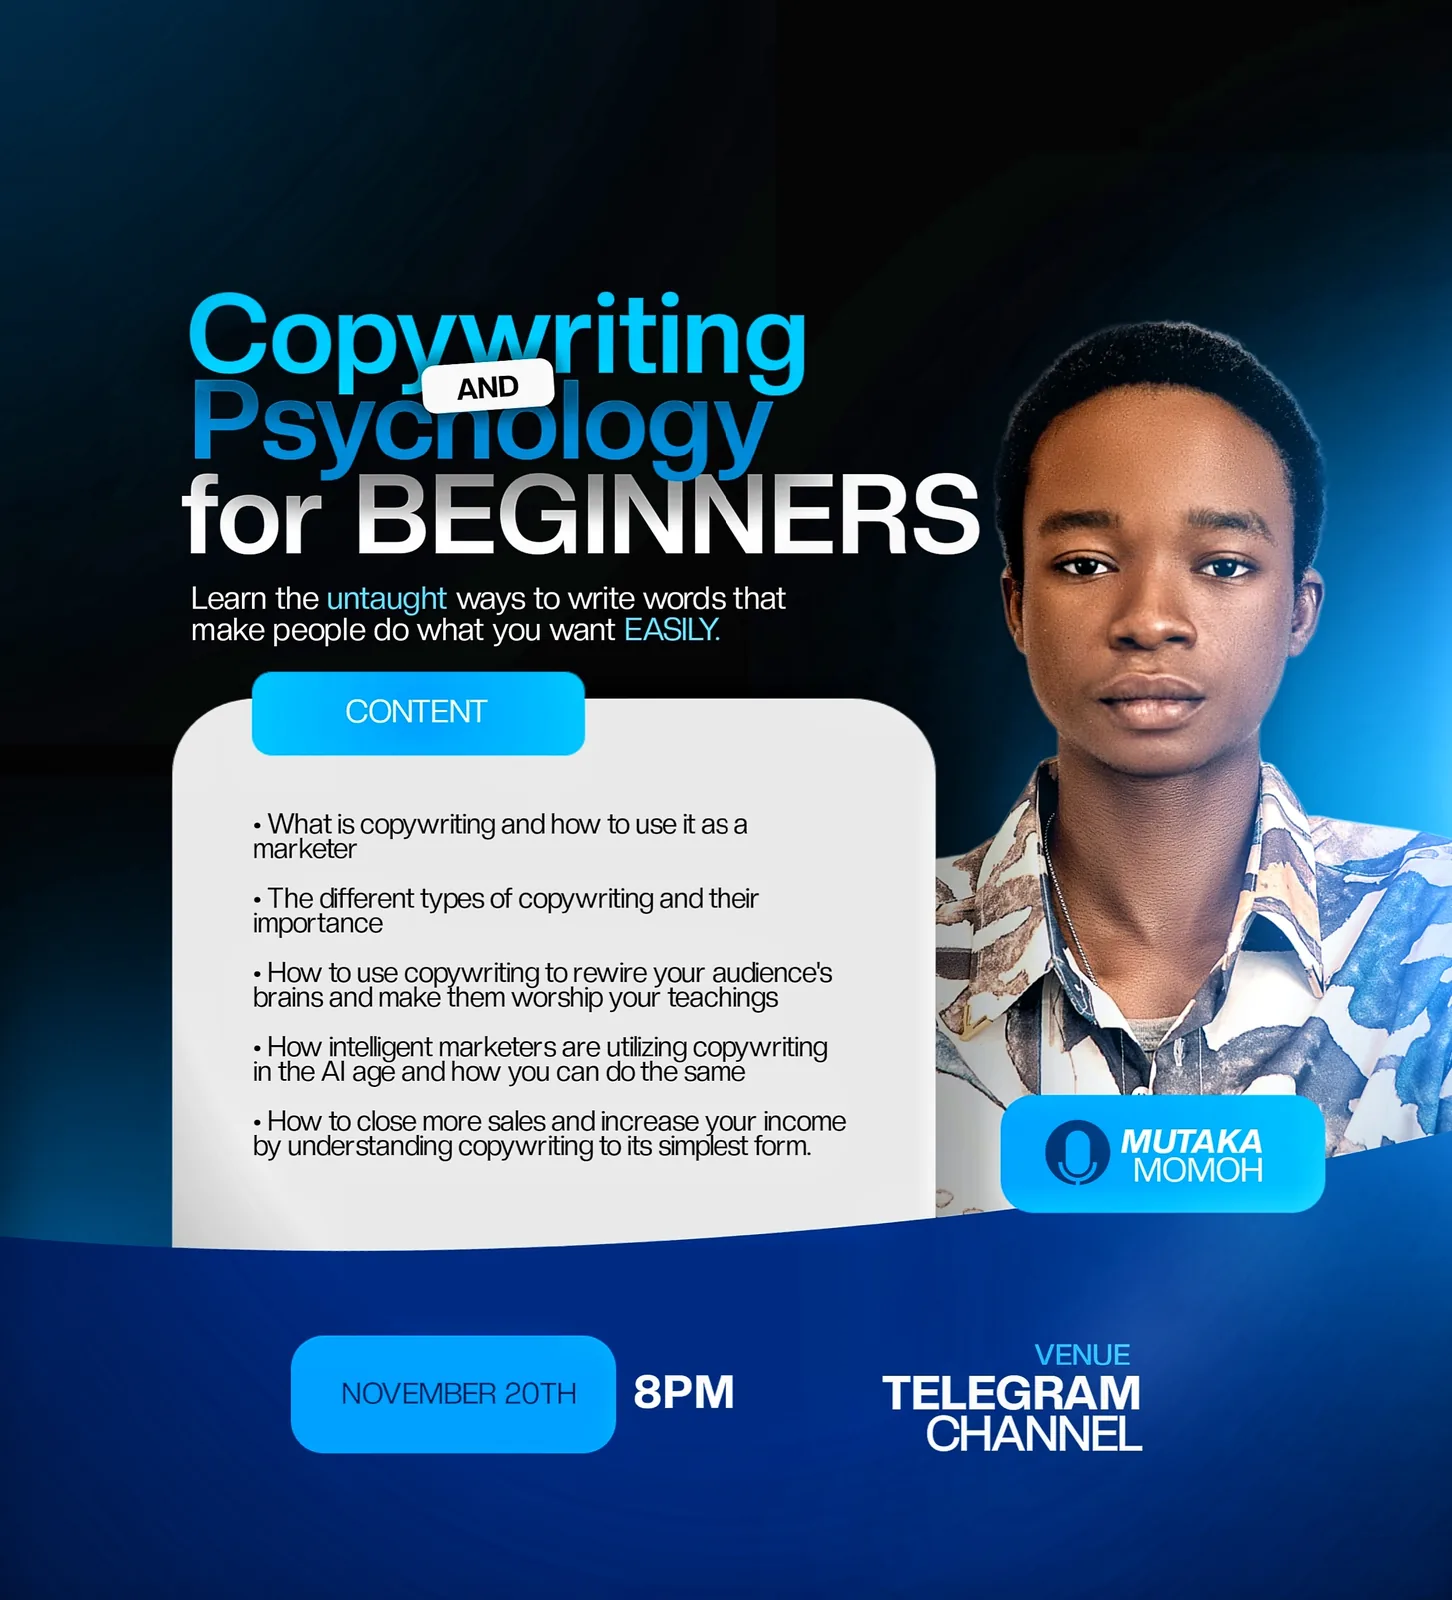 Copywriting
AND
Psychology
for BEGINNERS
Learn the untaught ways to write words that
make people do what you want EASILY.
CONTENT
• What is copywriting and how to use it as a
marketer
• The different types of copywriting and their
importance
• How to use copywriting to rewire your audience's
brains and make them worship your teachings
• How intelligent marketers are utilizing copywriting
in the AI age and how you can do the same
• How to close more sales and increase your income
by understanding copywriting to its simplest form.
MUTAKA
MOMOH
NOVEMBER 20TH
8PM
VENUE
TELEGRAM
CHANNEL